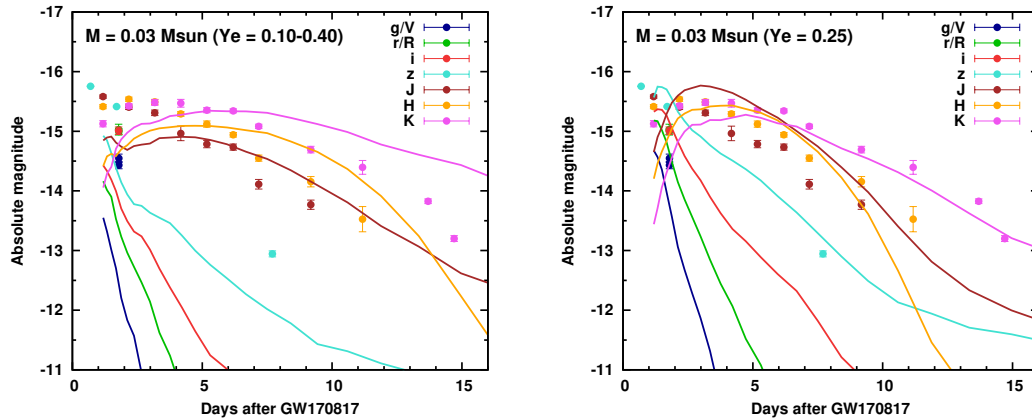 M = 0.03 Msun (Ye = 0.10-0.40)
g/V
r/R
i
z
J
H
K
Absolute magnitude
-17
-16
-15
-14
-13
-12
-11
0
5
10
15
Days after GW170817
M = 0.03 Msun (Ye = 0.25)
g/V
r/R
i
z
J
H
K
Absolute magnitude
-17
-16
-15
-14
-13
-12
-11
0
5
10
15
Days after GW170817